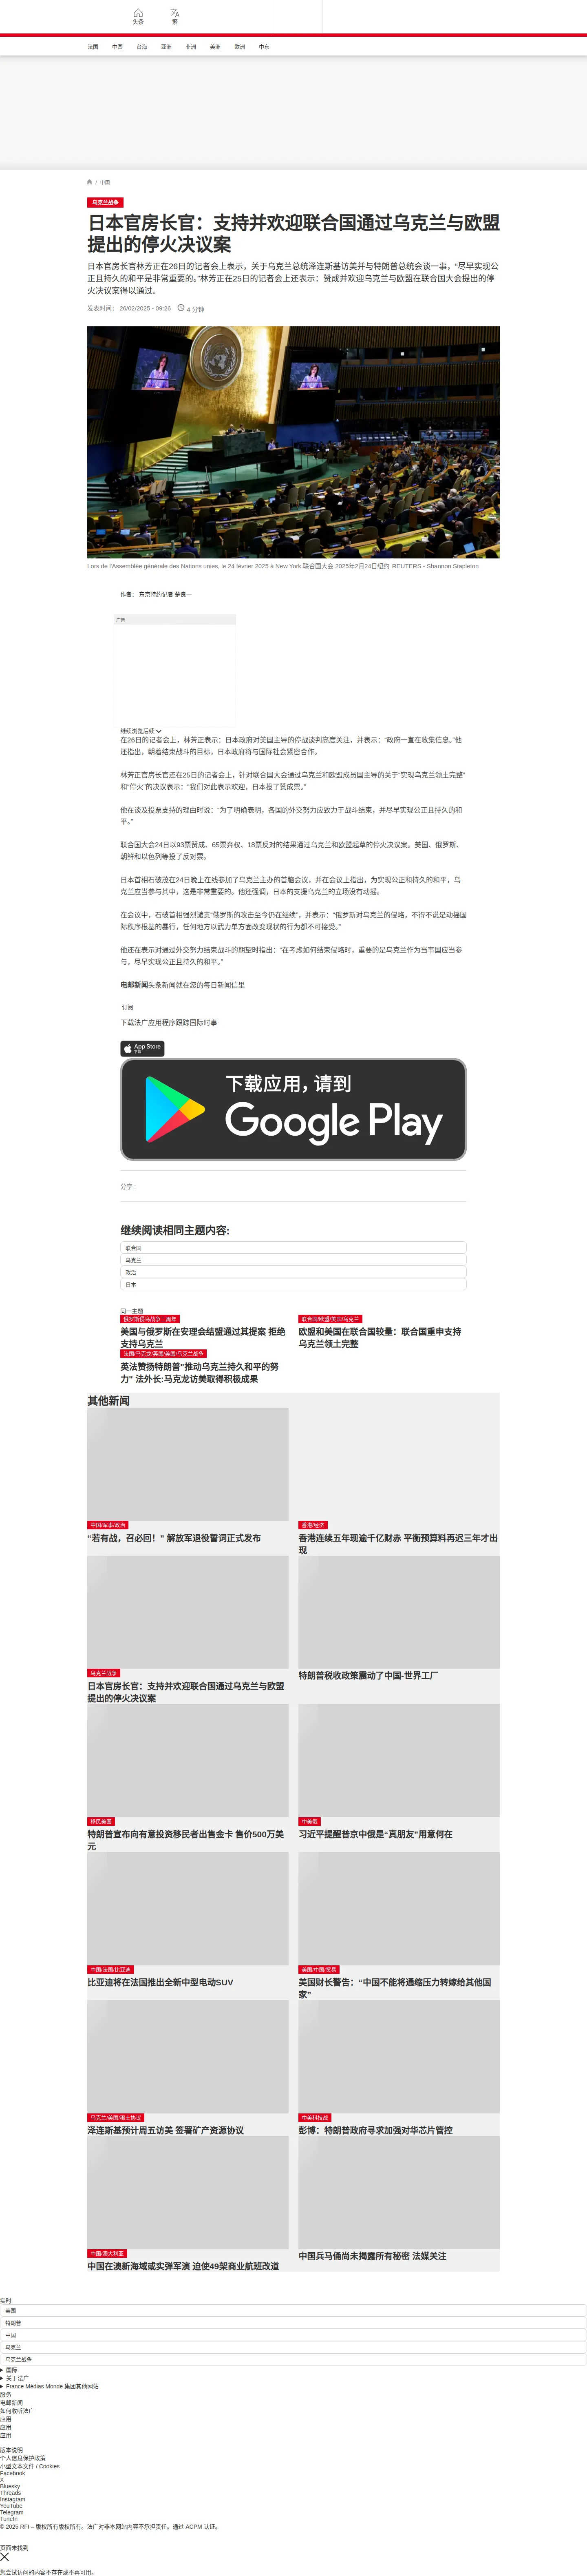 头条
繁
法国
中国
台海
亚洲
非洲
美洲
欧洲
中东
/ 中国
乌克兰战争
日本官房长官：支持并欢迎联合国通过乌克兰与欧盟
提出的停火决议案
日本官房长官林芳正在26日的记者会上表示，关于乌克兰总统泽连斯基访美并与特朗普总统会谈一事，“尽早实现公
正且持久的和平是非常重要的。”林芳正在25日的记者会上还表示：赞成并欢迎乌克兰与欧盟在联合国大会提出的停
火决议案得以通过。
发表时间： 26/02/2025 - 09:26
4 分钟
Lors de l'Assemblée générale des Nations unies, le 24 février 2025 à New York.联合国大会 2025年2月24日纽约 REUTERS - Shannon Stapleton
作者： 东京特约记者 楚良一
广告
继续浏览后续
在26日的记者会上，林芳正表示：日本政府对美国主导的停战谈判高度关注，并表示：“政府一直在收集信息。”他
还指出，朝着结束战斗的目标，日本政府将与国际社会紧密合作。
林芳正官房长官还在25日的记者会上，针对联合国大会通过乌克兰和欧盟成员国主导的关于“实现乌克兰领土完整”
和“停火”的决议表示：“我们对此表示欢迎，日本投了赞成票。”
他在谈及投票支持的理由时说：“为了明确表明，各国的外交努力应致力于战斗结束，并尽早实现公正且持久的和
平。”
联合国大会24日以93票赞成、65票弃权、18票反对的结果通过乌克兰和欧盟起草的停火决议案。美国、俄罗斯、
朝鲜和以色列等投了反对票。
日本首相石破茂在24日晚上在线参加了乌克兰主办的首脑会议，并在会议上指出，为实现公正和持久的和平，乌
克兰应当参与其中，这是非常重要的。他还强调，日本的支援乌克兰的立场没有动摇。
在会议中，石破首相强烈谴责“俄罗斯的攻击至今仍在继续”，并表示：“俄罗斯对乌克兰的侵略，不得不说是动摇国
际秩序根基的暴行，任何地方以武力单方面改变现状的行为都不可接受。”
他还在表示对通过外交努力结束战斗的期望时指出：“在考虑如何结束侵略时，重要的是乌克兰作为当事国应当参
与，尽早实现公正且持久的和平。”
电邮新闻头条新闻就在您的每日新闻信里
订阅
下载法广应用程序跟踪国际时事
App Store
下载
下载应用，请到
Google Play
分享 :
继续阅读相同主题内容:
联合国
乌克兰
政治
日本
同一主题
俄罗斯侵乌战争三周年
美国与俄罗斯在安理会结盟通过其提案 拒绝
支持乌克兰
联合国/欧盟/美国/乌克兰
欧盟和美国在联合国较量：联合国重申支持
乌克兰领土完整
法国/马克龙/英国/美国/乌克兰战争
英法赞扬特朗普"推动乌克兰持久和平的努
力" 法外长:马克龙访美取得积极成果
其他新闻
中国/军事/政治
“若有战，召必回！” 解放军退役誓词正式发布
香港/经济
香港连续五年现逾千亿财赤 平衡预算料再迟三年才出
现
乌克兰战争
日本官房长官：支持并欢迎联合国通过乌克兰与欧盟
提出的停火决议案
特朗普税收政策震动了中国-世界工厂
移民美国
特朗普宣布向有意投资移民者出售金卡 售价500万美
元
中美俄
习近平提醒普京中俄是“真朋友”用意何在
中国/法国/比亚迪
比亚迪将在法国推出全新中型电动SUV
美国/中国/贸易
美国财长警告：“中国不能将通缩压力转嫁给其他国
家”
乌克兰/美国/稀土协议
泽连斯基预计周五访美 签署矿产资源协议
中美科技战
彭博：特朗普政府寻求加强对华芯片管控
中国/澳大利亚
中国在澳新海域或实弹军演 迫使49架商业航班改道
中国兵马俑尚未揭露所有秘密 法媒关注
实时
美国
特朗普
中国
乌克兰
乌克兰战争
国际
关于法广
France Médias Monde 集团其他网站
服务
电邮新闻
如何收听法广
应用
应用
应用
版本说明
个人信息保护政策
小型文本文件 / Cookies
Facebook
X
Bluesky
Threads
Instagram
YouTube
Telegram
TuneIn
© 2025 RFI – 版权所有版权所有。法广对非本网站内容不承担责任。通过 ACPM 认证。
页面未找到
您尝试访问的内容不存在或不再可用。